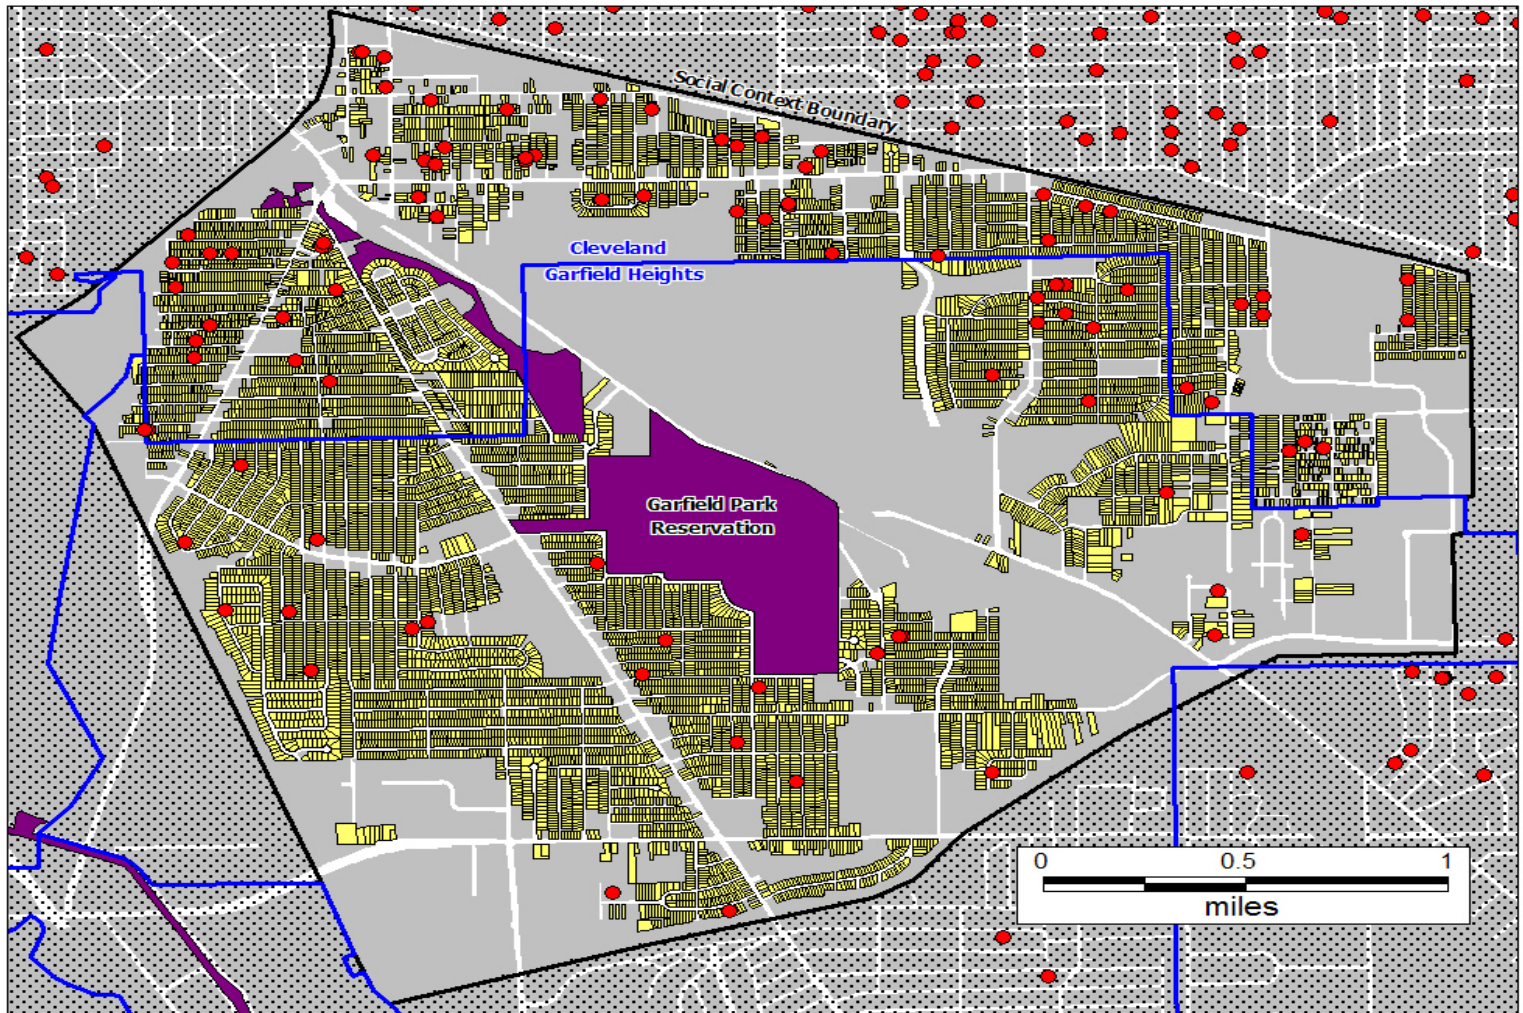 Social Context Boundary
Cleveland
Garfield Heights
Garfield Park
Reservation
0 0.5 1
miles